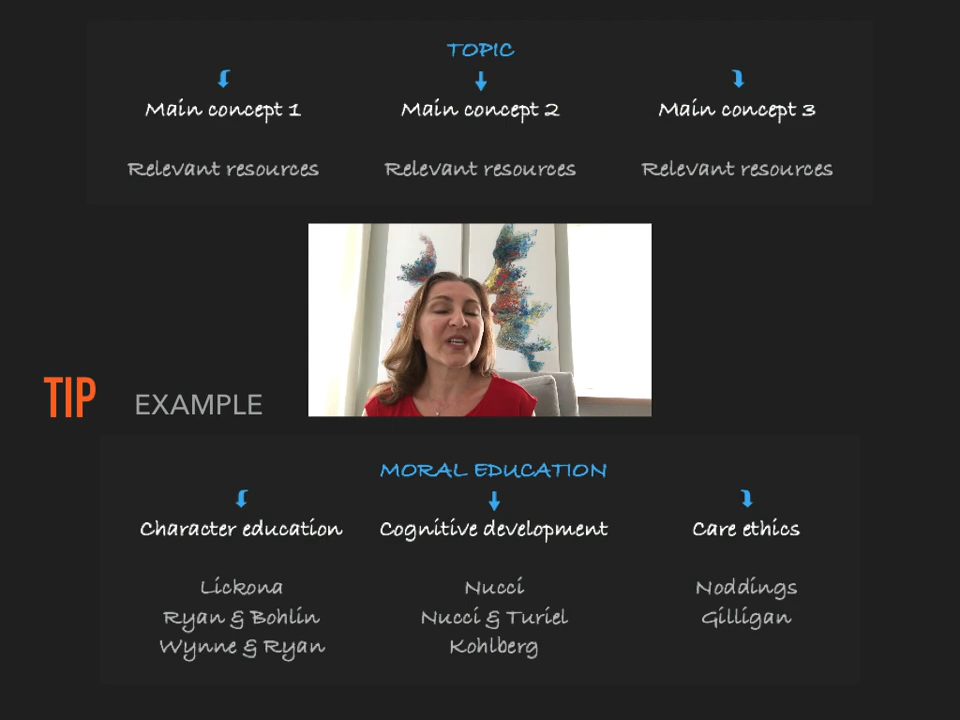 TOPIC
Main concept 1 Main concept 2 Main concept 3
Relevant resources Relevant resources Relevant resources
TIP EXAMPLE
MORAL EDUCATION
Character education Cognitive development Care ethics
Lickona Nucci Noddings
Ryan & Bohlin Nucci & Turiel Gilligan
Wynne & Ryan Kohlberg